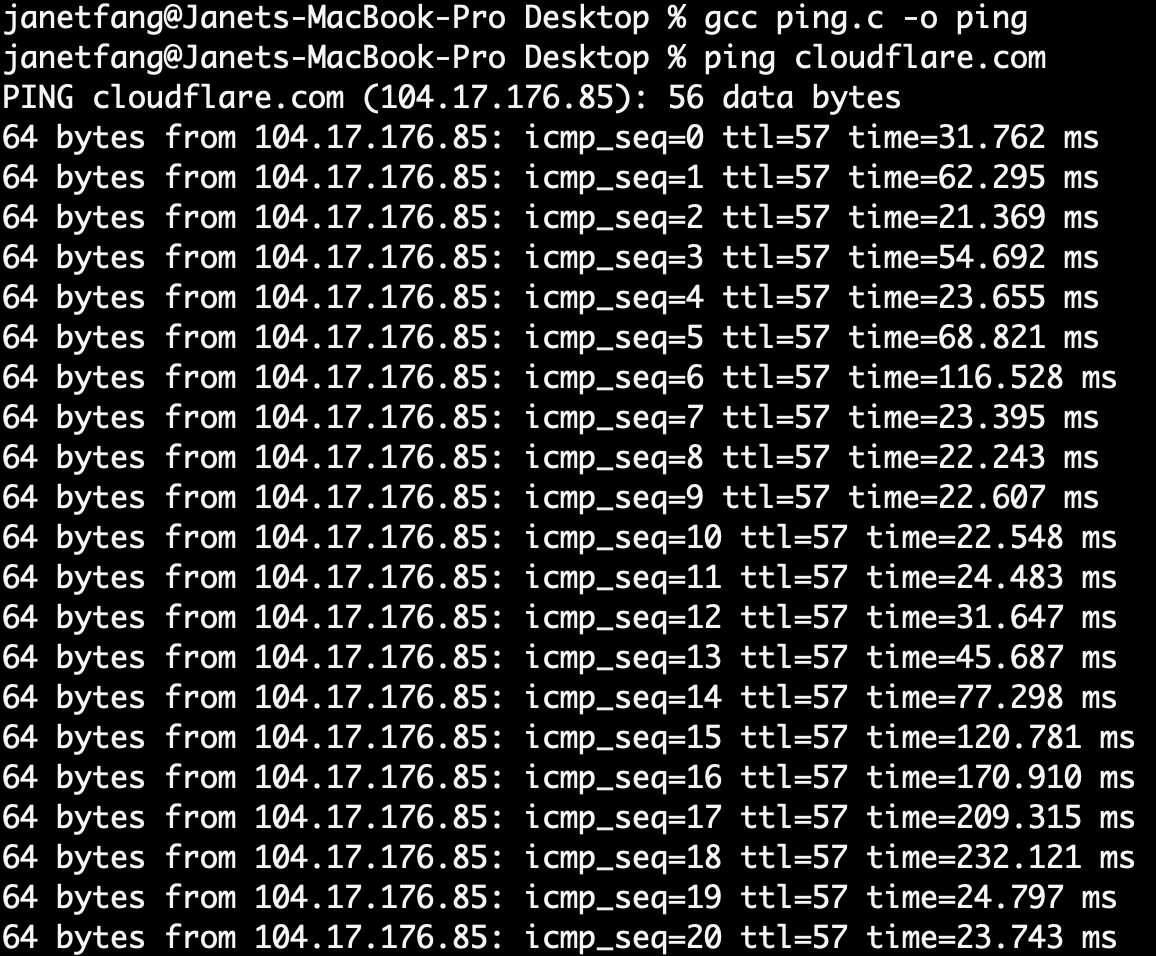 janetfang@Janets-MacBook-Pro Desktop % gcc ping.c -o ping
janetfang@Janets-MacBook-Pro Desktop % ping cloudflare.com
PING cloudflare.com (104.17.176.85): 56 data bytes
64 bytes from 104.17.176.85: icmp_seq=0 ttl=57 time=31.762 ms
64 bytes from 104.17.176.85: icmp_seq=1 ttl=57 time=62.295 ms
64 bytes from 104.17.176.85: icmp_seq=2 ttl=57 time=21.369 ms
64 bytes from 104.17.176.85: icmp_seq=3 ttl=57 time=54.692 ms
64 bytes from 104.17.176.85: icmp_seq=4 ttl=57 time=23.655 ms
64 bytes from 104.17.176.85: icmp_seq=5 ttl=57 time=68.821 ms
64 bytes from 104.17.176.85: icmp_seq=6 ttl=57 time=116.528 ms
64 bytes from 104.17.176.85: icmp_seq=7 ttl=57 time=23.395 ms
64 bytes from 104.17.176.85: icmp_seq=8 ttl=57 time=22.243 ms
64 bytes from 104.17.176.85: icmp_seq=9 ttl=57 time=22.607 ms
64 bytes from 104.17.176.85: icmp_seq=10 ttl=57 time=22.548 ms
64 bytes from 104.17.176.85: icmp_seq=11 ttl=57 time=24.483 ms
64 bytes from 104.17.176.85: icmp_seq=12 ttl=57 time=31.647 ms
64 bytes from 104.17.176.85: icmp_seq=13 ttl=57 time=45.687 ms
64 bytes from 104.17.176.85: icmp_seq=14 ttl=57 time=77.298 ms
64 bytes from 104.17.176.85: icmp_seq=15 ttl=57 time=120.781 ms
64 bytes from 104.17.176.85: icmp_seq=16 ttl=57 time=170.910 ms
64 bytes from 104.17.176.85: icmp_seq=17 ttl=57 time=209.315 ms
64 bytes from 104.17.176.85: icmp_seq=18 ttl=57 time=232.121 ms
64 bytes from 104.17.176.85: icmp_seq=19 ttl=57 time=24.797 ms
64 bytes from 104.17.176.85: icmp_seq=20 ttl=57 time=23.743 ms